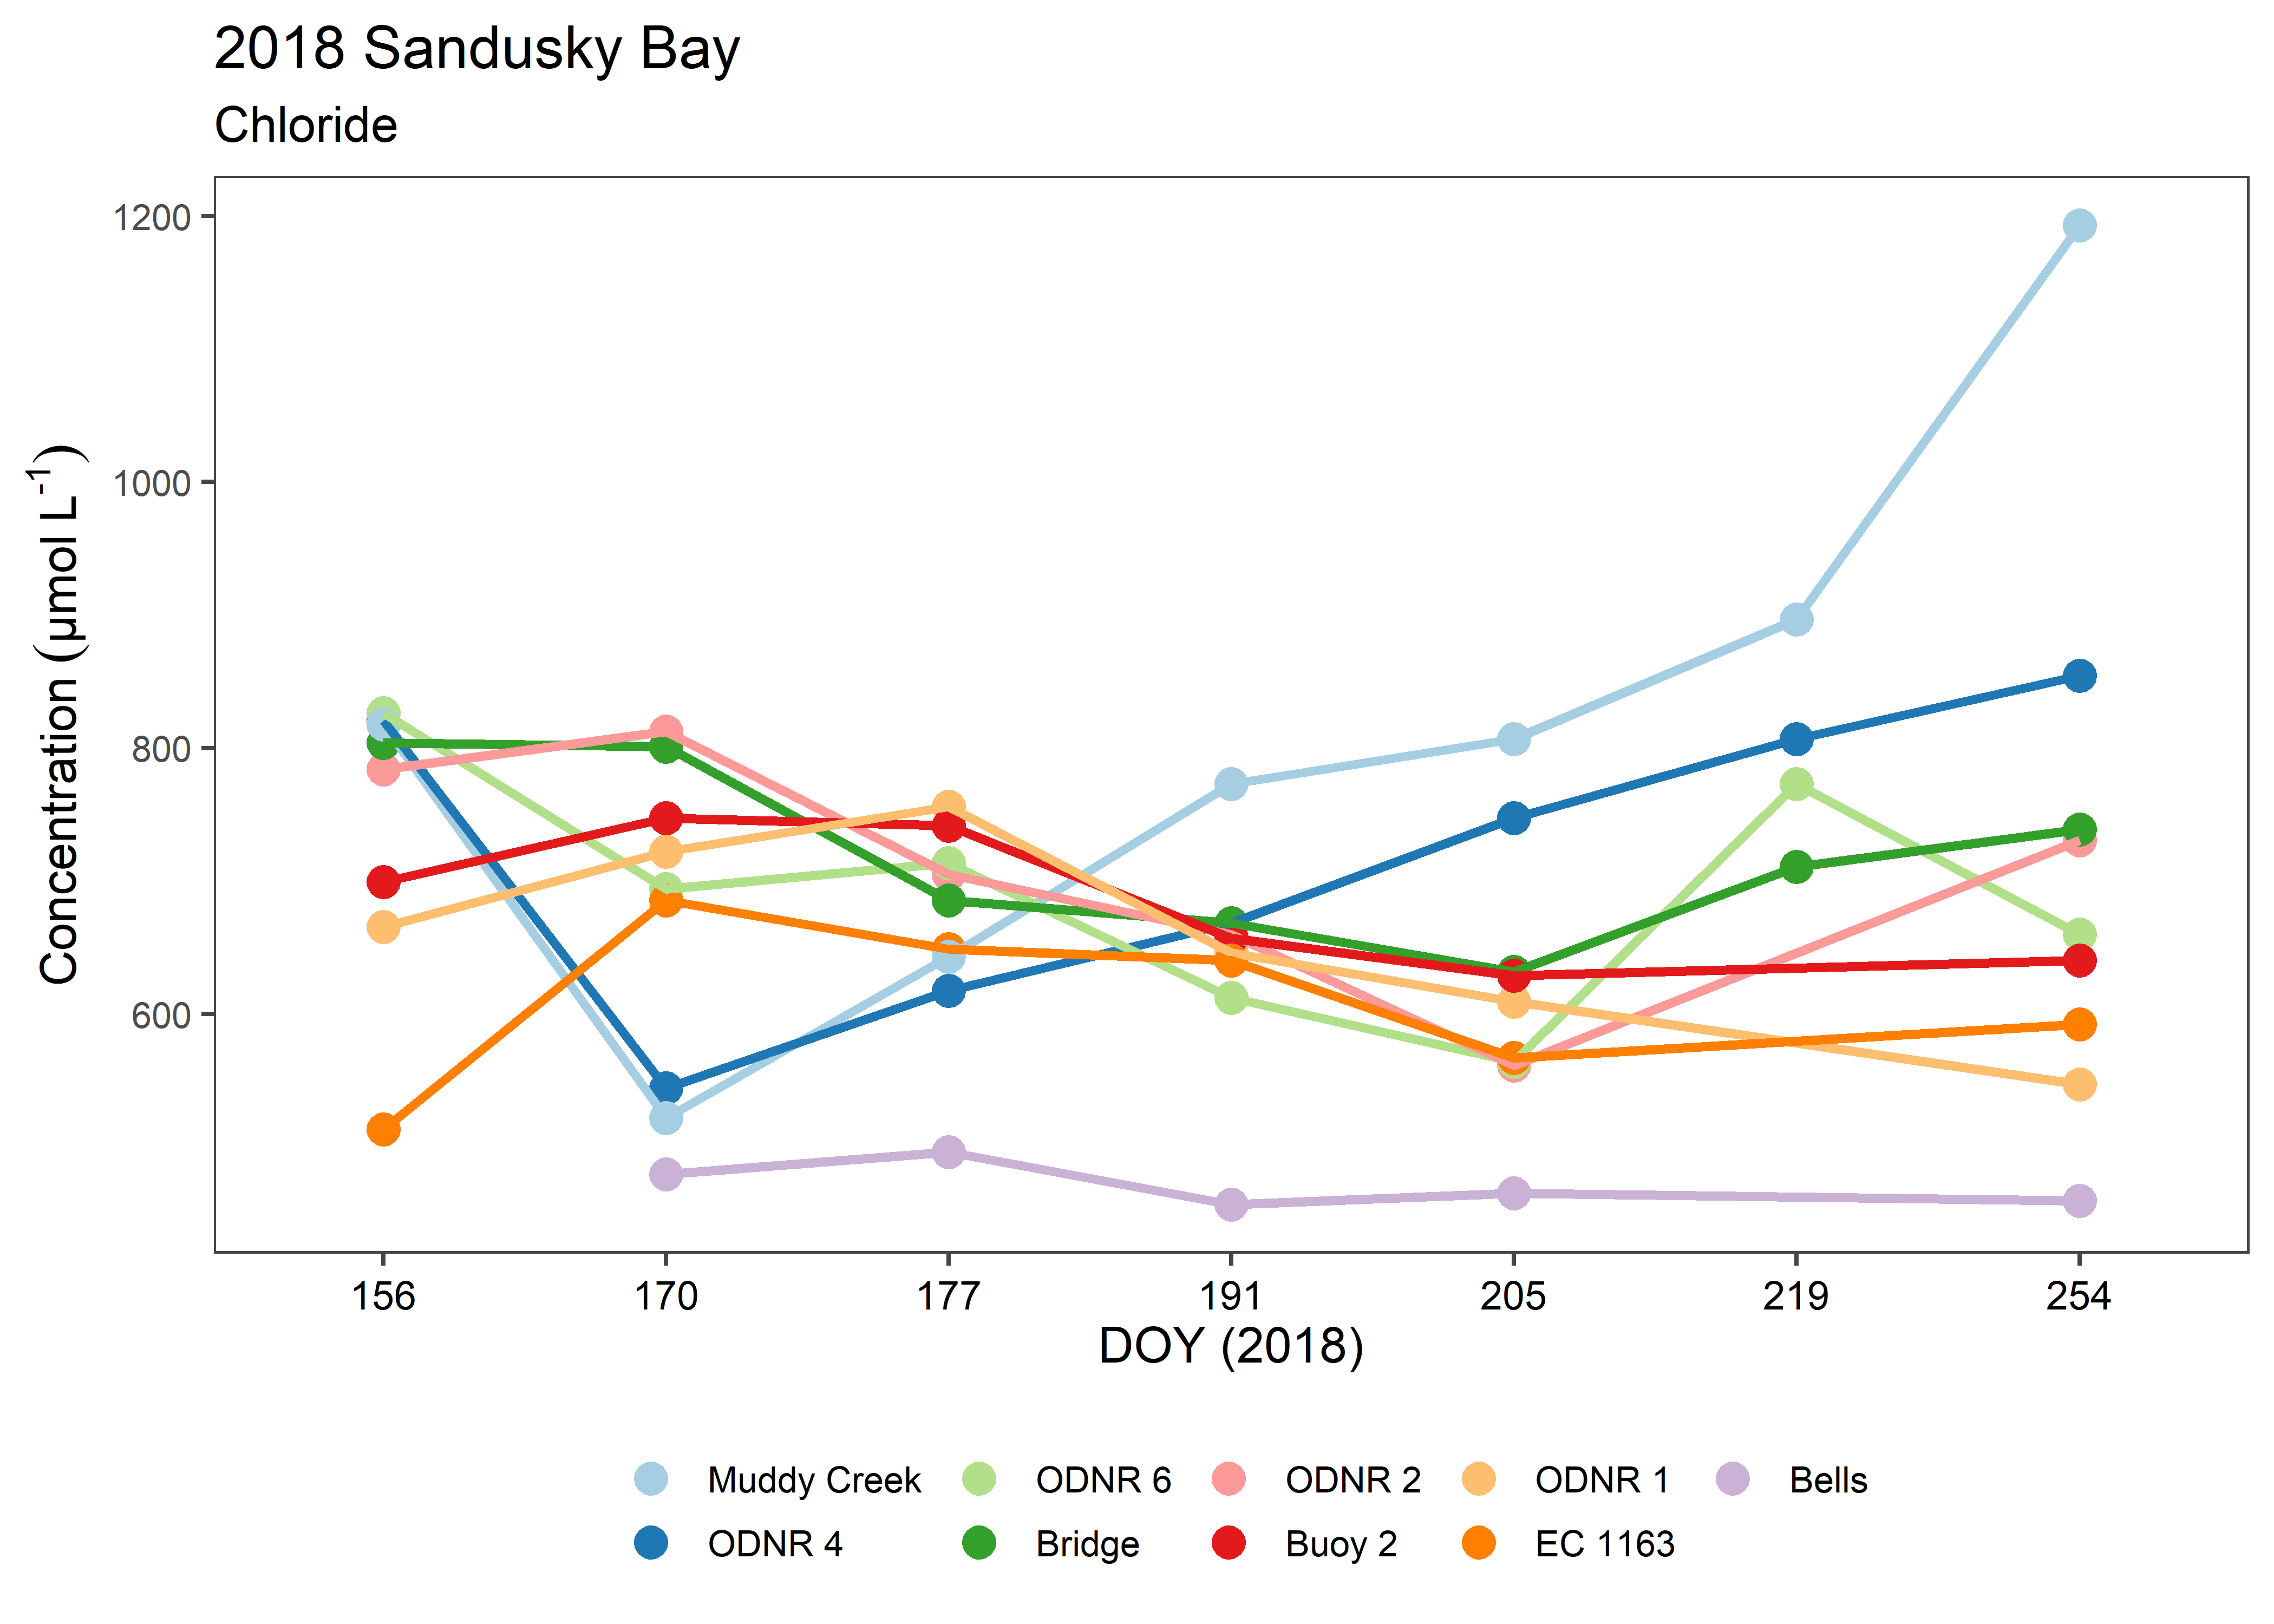 2018 Sandusky Bay
Chloride
Concentration (µmol L⁻¹)
1200
1000
800
600
156 170 177 191 205 219 254
DOY (2018)
Muddy Creek ODNR 6 ODNR 2 ODNR 1 Bells
ODNR 4 Bridge Buoy 2 EC 1163